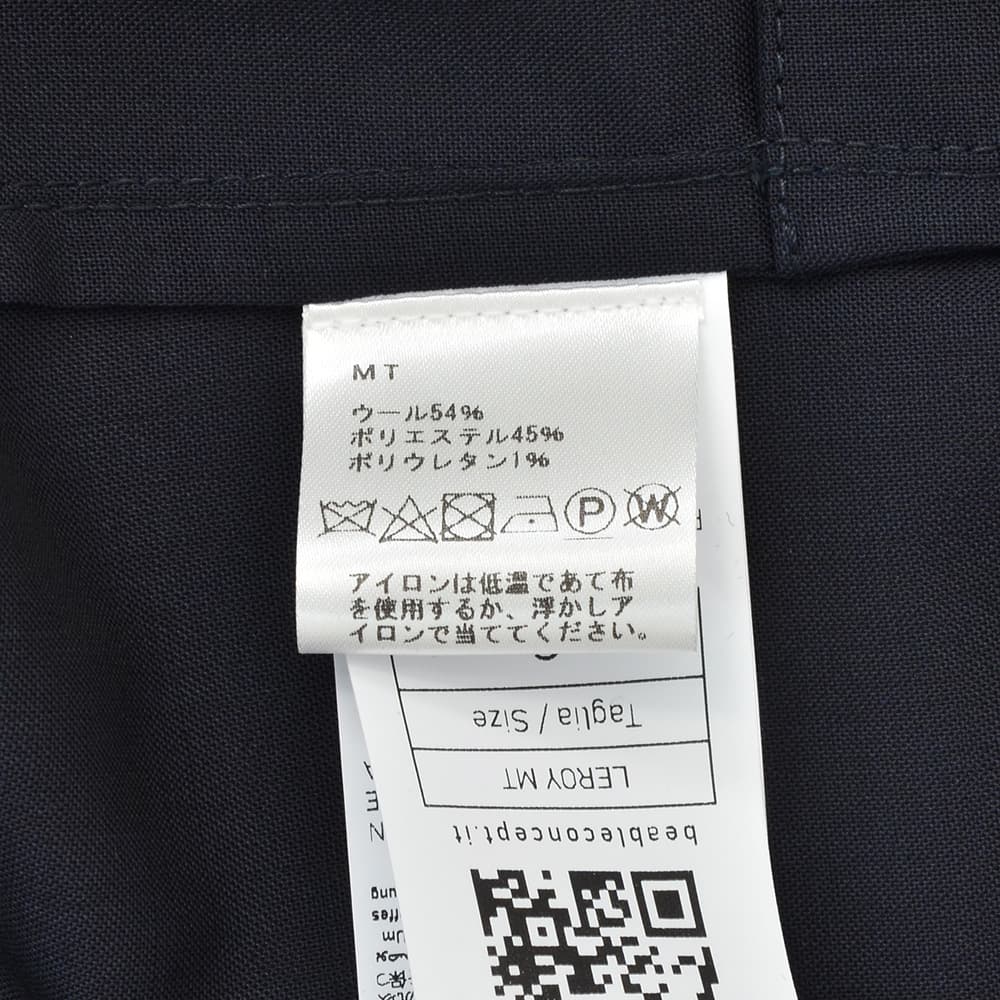 MT
ウール54%
ポリエステル45%
ポリウレタン1%
P W
アイロンは低温であて布
を使用するか、浮かしア
イロンで当ててください。
Taglia / Size
LEROY MT
beableconcept.it